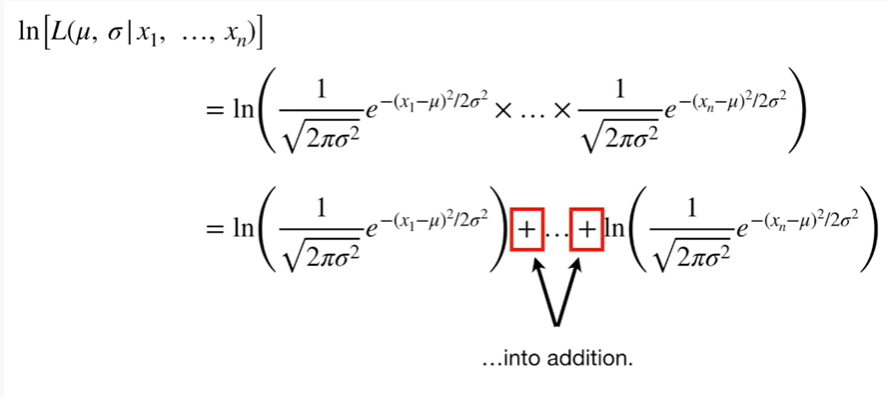 ln[L(μ, σ|x₁, …, xₙ)]
= ln(1/√(2πσ²) e^(−(x₁−μ)²/2σ²) × … × 1/√(2πσ²) e^(−(xₙ−μ)²/2σ²))
= ln(1/√(2πσ²) e^(−(x₁−μ)²/2σ²)) + … + ln(1/√(2πσ²) e^(−(xₙ−μ)²/2σ²))
…into addition.